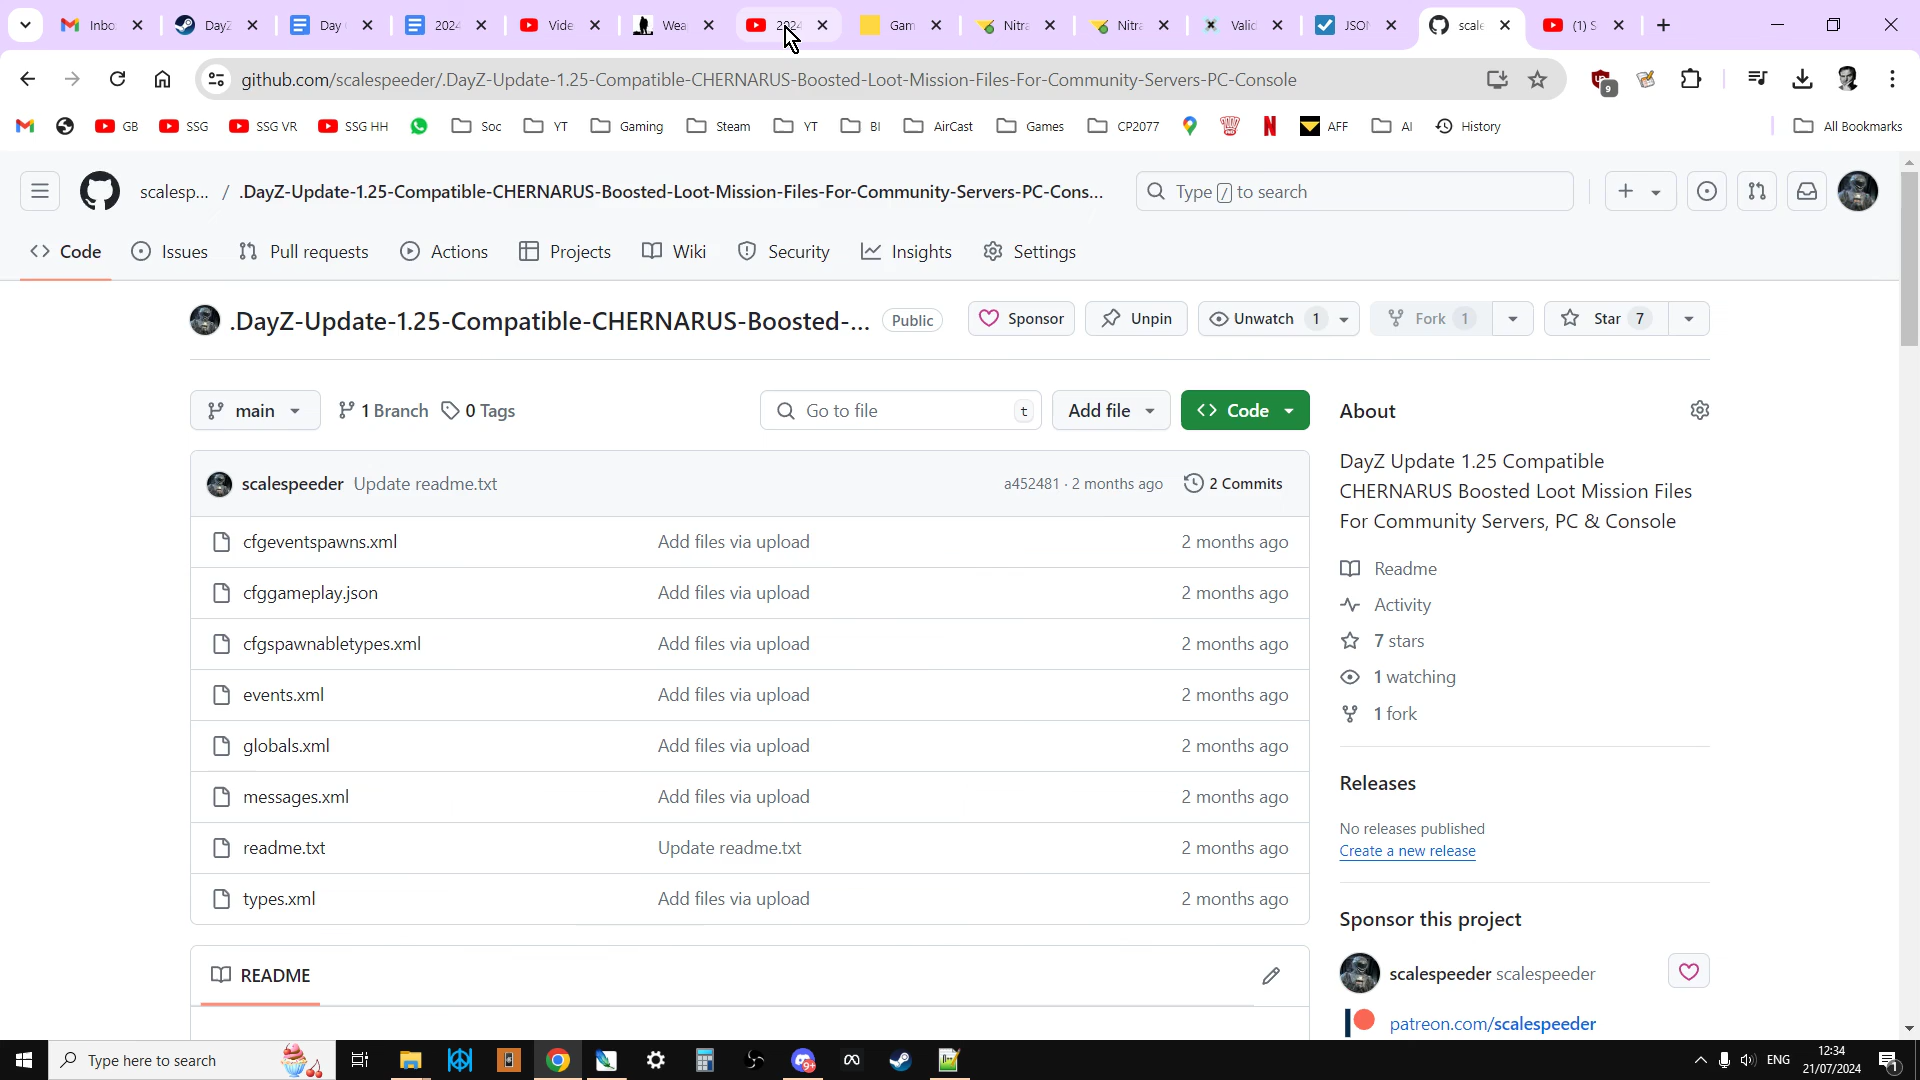 Inbo
Day
Day
2024
Vide
Wea
2024
Gam
Nitra
Nitra
Valid
JSO
scale
(1) S
github.com/scalespeeder/.DayZ-Update-1.25-Compatible-CHERNARUS-Boosted-Loot-Mission-Files-For-Community-Servers-PC-Console
9
GB
SSG
SSG VR
SSG HH
Soc
YT
Gaming
Steam
YT
BI
AirCast
Games
CP2077
AFF
AI
History
All Bookmarks
scalesp... / .DayZ-Update-1.25-Compatible-CHERNARUS-Boosted-Loot-Mission-Files-For-Community-Servers-PC-Cons...
Type / to search
Code
Issues
Pull requests
Actions
Projects
Wiki
Security
Insights
Settings
.DayZ-Update-1.25-Compatible-CHERNARUS-Boosted-...
Public
Sponsor
Unpin
Unwatch 1
Fork 1
Star 7
main
1 Branch
0 Tags
Go to file
t
Add file
Code
About
scalespeeder Update readme.txt
a452481 · 2 months ago
2 Commits
DayZ Update 1.25 Compatible
CHERNARUS Boosted Loot Mission Files
For Community Servers, PC & Console
cfgeventspawns.xml Add files via upload 2 months ago
Readme
cfggameplay.json Add files via upload 2 months ago
Activity
cfgspawnabletypes.xml Add files via upload 2 months ago
7 stars
events.xml Add files via upload 2 months ago
1 watching
1 fork
globals.xml Add files via upload 2 months ago
Releases
messages.xml Add files via upload 2 months ago
No releases published
Create a new release
readme.txt Update readme.txt 2 months ago
types.xml Add files via upload 2 months ago
Sponsor this project
README
scalespeeder scalespeeder
patreon.com/scalespeeder
Type here to search
9+
ENG
12:34
21/07/2024
1